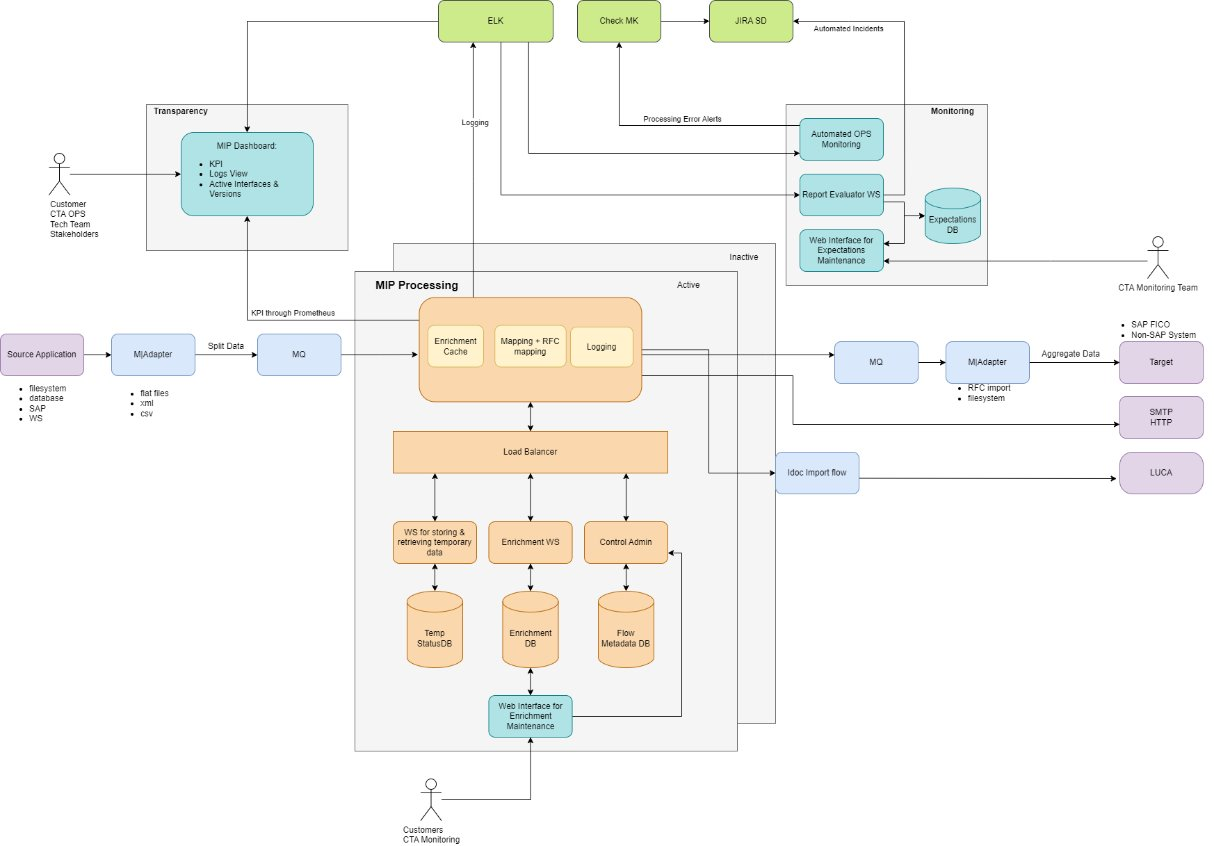 ELK
Check MK
JIRA SD
Automated Incidents
Transparency
MIP Dashboard:
KPI
Logs View
Active Interfaces &
Versions
Customer
CTA OPS
Tech Team
Stakeholders
Logging
Processing Error Alerts
Monitoring
Automated OPS
Monitoring
Report Evaluator WS
Expectations
DB
Web Interface for
Expectations
Maintenance
CTA Monitoring Team
Inactive
MIP Processing
Active
KPI through Prometheus
Enrichment
Cache
Mapping + RFC
mapping
Logging
Source Application
filesystem
database
SAP
WS
M|Adapter
flat files
xml
csv
Split Data
MQ
MQ
M|Adapter
RFC import
filesystem
Aggregate Data
SAP FICO
Non-SAP System
Target
SMTP
HTTP
Load Balancer
Idoc Import flow
LUCA
WS for storing &
retrieving temporary
data
Enrichment WS
Control Admin
Temp
StatusDB
Enrichment
DB
Flow
Metadata DB
Web Interface for
Enrichment
Maintenance
Customers
CTA Monitoring